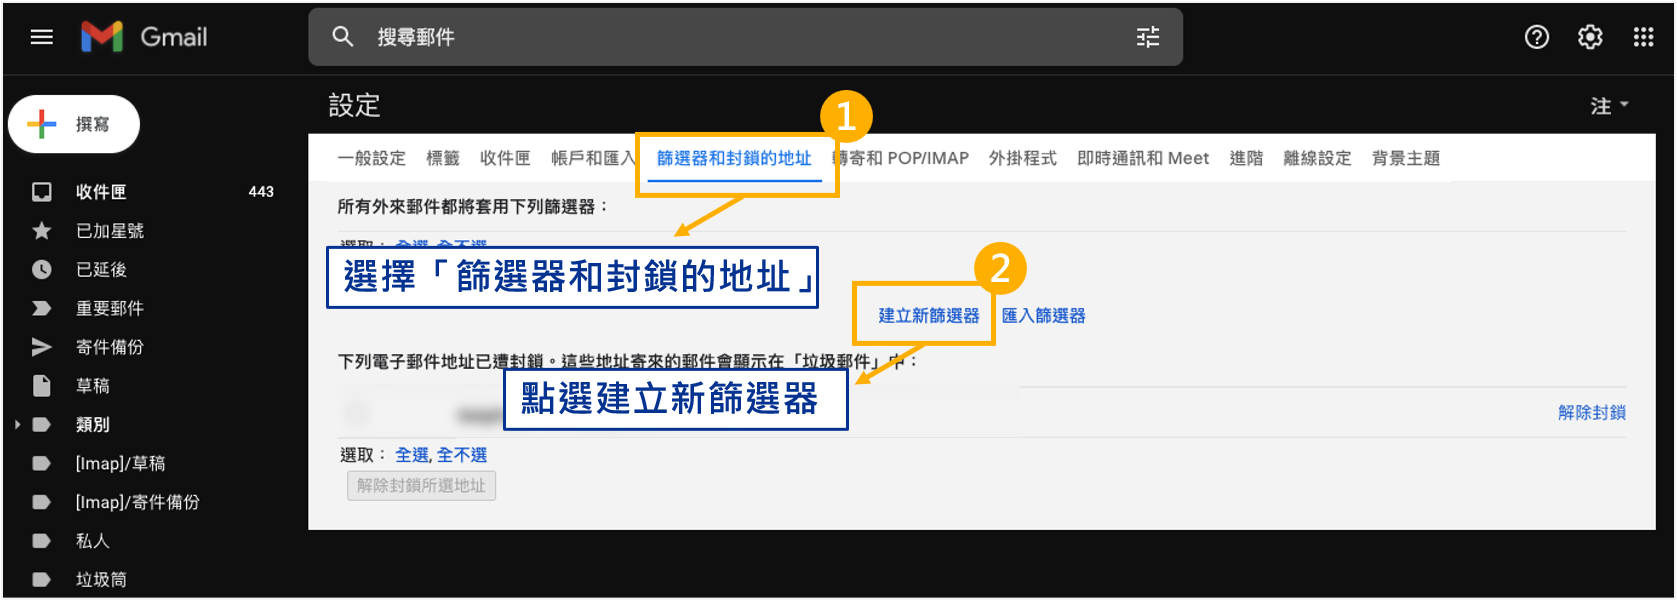 Gmail
搜尋郵件
撰寫
設定
注
1
一般設定 標籤 收件匣 帳戶和匯入 篩選器和封鎖的地址 轉寄和 POP/IMAP 外掛程式 即時通訊和 Meet 進階 離線設定 背景主題
收件匣 443
已加星號
已延後
重要郵件
寄件備份
草稿
類別
[Imap]/草稿
[Imap]/寄件備份
私人
垃圾筒
所有外來郵件都將套用下列篩選器：
選取： 全選, 全不選
選擇「篩選器和封鎖的地址」
2
建立新篩選器 匯入篩選器
下列電子郵件地址已遭封鎖。這些地址寄來的郵件會顯示在「垃圾郵件」中：
點選建立新篩選器
解除封鎖
選取： 全選, 全不選
解除封鎖所選地址